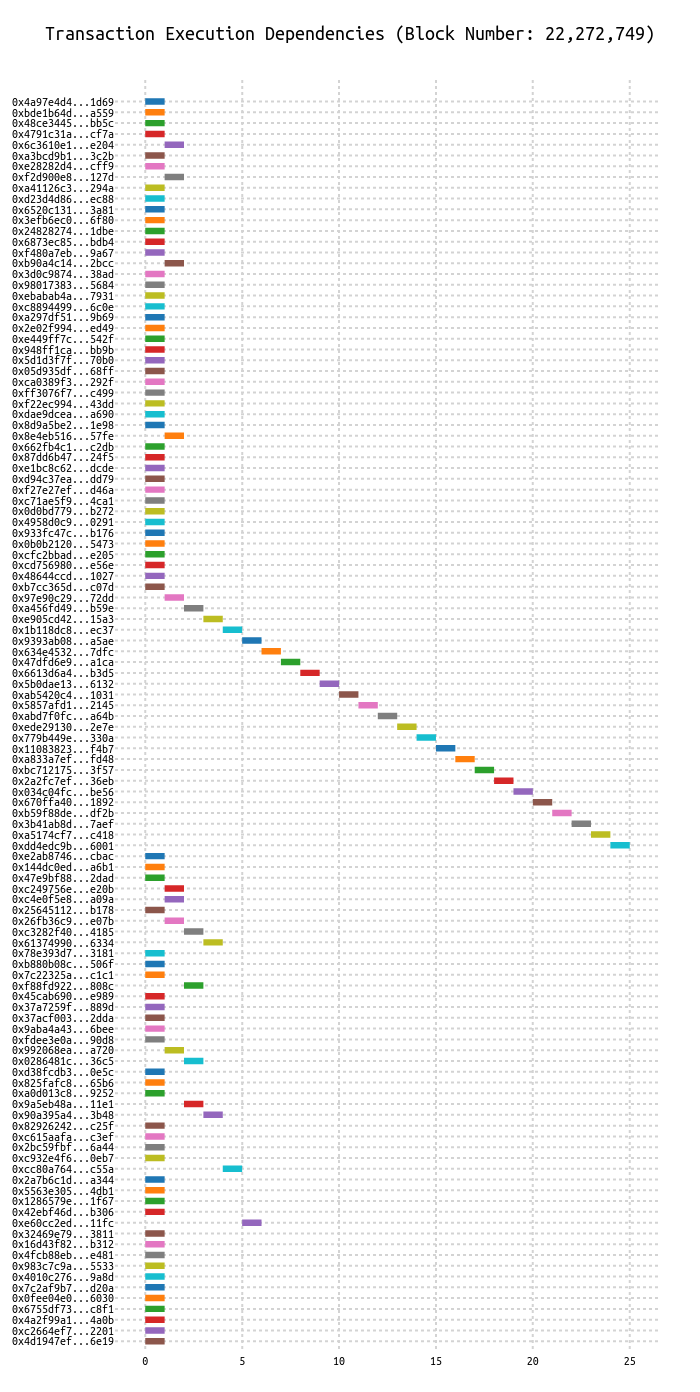 Transaction Execution Dependencies (Block Number: 22,272,749)
0x4a97e4d4...1d69
0xbde1b64d...a559
0x48ce3445...bb5c
0x4791c31a...cf7a
0x6c3610e1...e204
0xa3bcd9b1...3c2b
0xe28282d4...cff9
0xf2d900e8...127d
0xa41126c3...294a
0xd23d4d86...ec88
0x6520c131...3a81
0x3efb6ec0...6f80
0x24828274...1dbe
0x6873ec85...bdb4
0xf480a7eb...9a67
0xb90a4c14...2bcc
0x3d0c9874...38ad
0x98017383...5684
0xebabab4a...7931
0xc8894499...6c0e
0xa297df51...9b69
0x2e02f994...ed49
0xe449ff7c...542f
0x948ff1ca...bb9b
0x5d1d3f7f...70b0
0x05d935df...68ff
0xca0389f3...292f
0xff3076f7...c499
0xf22ec994...43dd
0xdae9dcea...a690
0x8d9a5be2...1e98
0x8e4eb516...57fe
0x662fb4c1...c2db
0x87dd6b47...24f5
0xe1bc8c62...dcde
0xd94c37ea...dd79
0xf27e27ef...d46a
0xc71ae5f9...4ca1
0x0d0bd779...b272
0x4958d0c9...0291
0x933fc47c...b176
0x0b0b2120...5473
0xcfc2bbad...e205
0xcd756980...e56e
0x48644ccd...1027
0xb7cc365d...c07d
0x97e90c29...72dd
0xa456fd49...b59e
0xe905cd42...15a3
0x1b118dc8...ec37
0x9393ab08...a5ae
0x634e4532...7dfc
0x47dfd6e9...a1ca
0x6613d6a4...b3d5
0x5b0dae13...6132
0xab5420c4...1031
0x5857afd1...2145
0xabd7f0fc...a64b
0xede29130...2e7e
0x779b449e...330a
0x11083823...f4b7
0xa833a7ef...fd48
0xbc712175...3f57
0x2a2fc7ef...36eb
0x034c04fc...be56
0x670ffa40...1892
0xb59f88de...df2b
0x3b41ab8d...7aef
0xa5174cf7...c418
0xdd4edc9b...6001
0xe2ab8746...cbac
0x144dc0ed...a6b1
0x47e9bf88...2dad
0xc249756e...e20b
0xc4e0f5e8...a09a
0x25645112...b178
0x26fb36c9...e07b
0xc3282f40...4185
0x61374990...6334
0x78e393d7...3181
0xb880b08c...506f
0x7c22325a...c1c1
0xf88fd922...808c
0x45cab690...e989
0x37a7259f...889d
0x37acf003...2dda
0x9aba4a43...6bee
0xfdee3e0a...90d8
0x992068ea...a720
0x0286481c...36c5
0xd38fcdb3...0e5c
0x825fafc8...65b6
0xa0d013c8...9252
0x9a5eb48a...11e1
0x90a395a4...3b48
0x82926242...c25f
0xc615aafa...c3ef
0x2bc59fbf...6a44
0xc932e4f6...0eb7
0xcc80a764...c55a
0x2a7b6c1d...a344
0x5563e305...4db1
0x1286579e...1f67
0x42ebf46d...b306
0xe60cc2ed...11fc
0x32469e79...3811
0x16d43f82...b312
0x4fcb88eb...e481
0x983c7c9a...5533
0x4010c276...9a8d
0x7c2af9b7...d20a
0x0fee04e0...6030
0x6755df73...c8f1
0x4a2f99a1...4a0b
0xc2664ef7...2201
0x4d1947ef...6e19
0 5 10 15 20 25